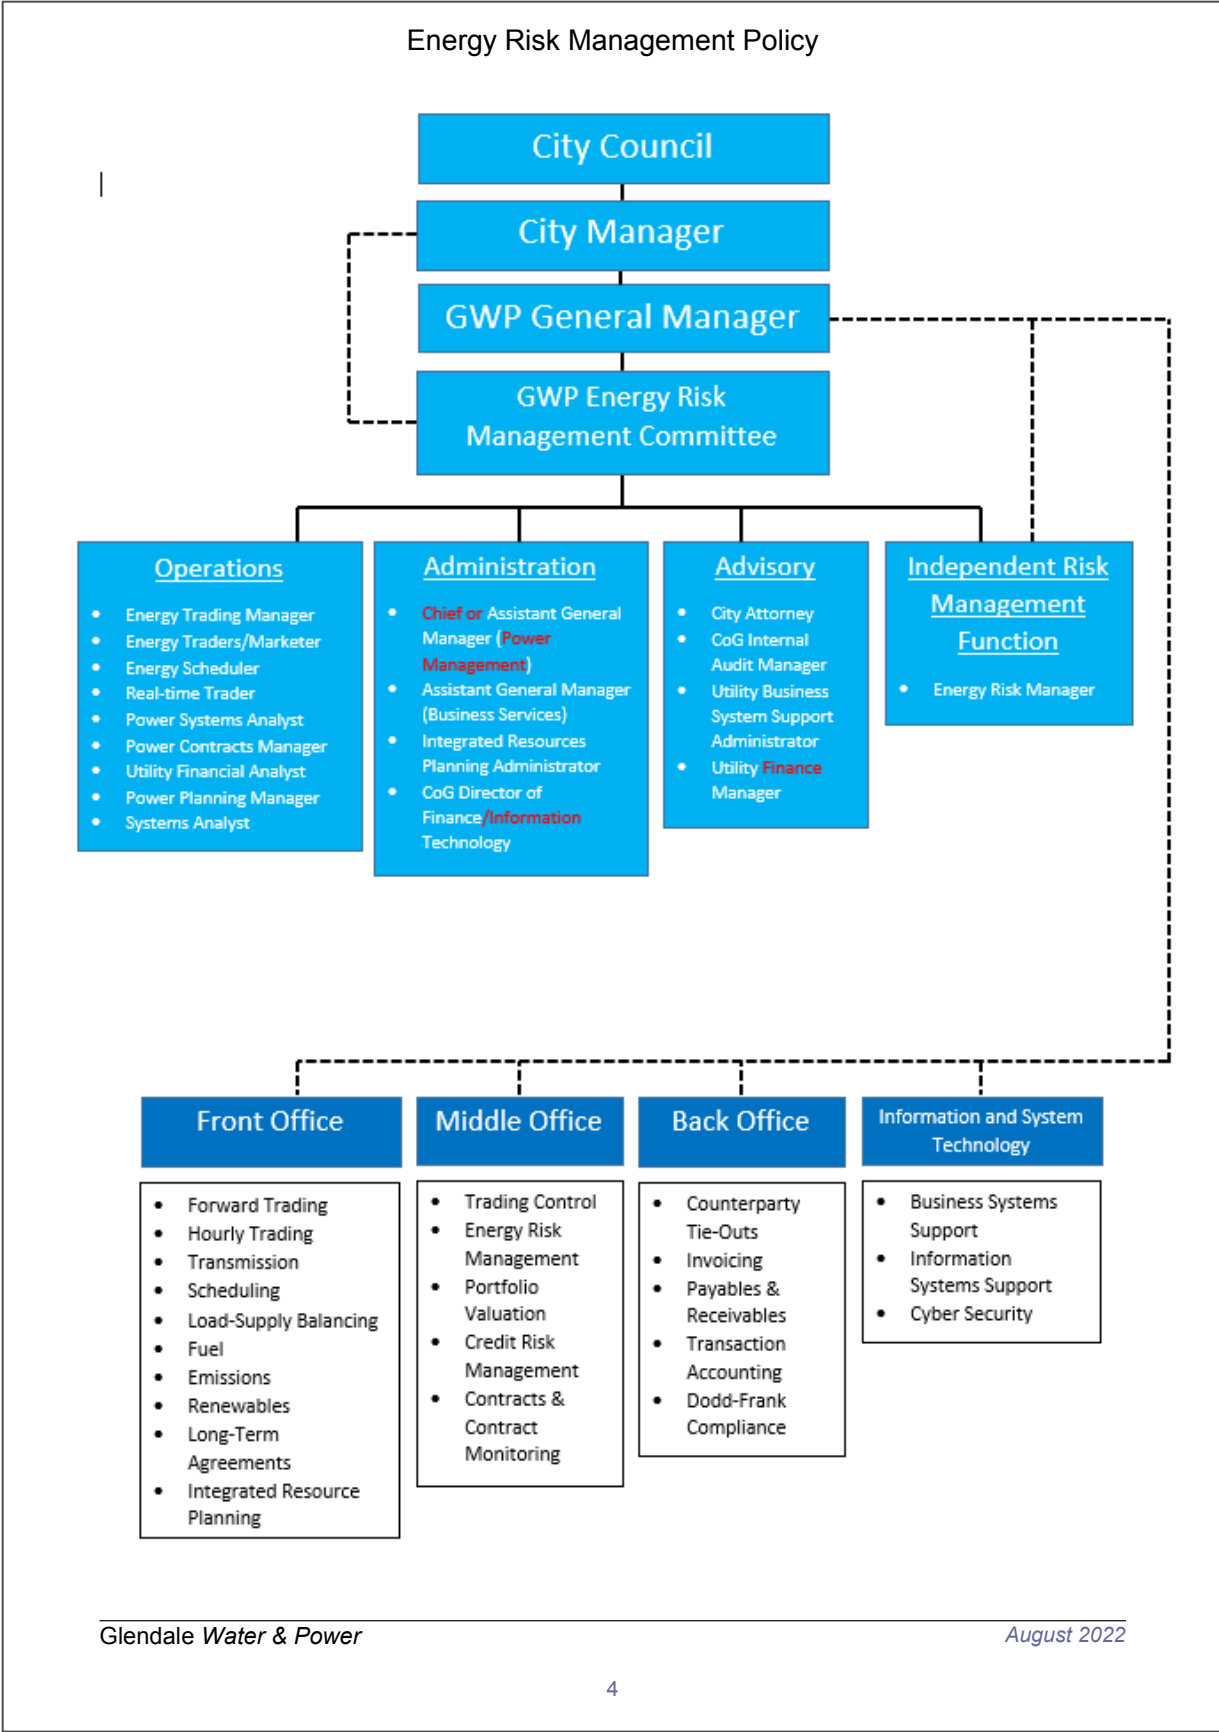 Energy Risk Management Policy
City Council
City Manager
GWP General Manager
GWP Energy Risk
Management Committee
Operations
• Energy Trading Manager
• Energy Traders/Marketer
• Energy Scheduler
• Real-time Trader
• Power Systems Analyst
• Power Contracts Manager
• Utility Financial Analyst
• Power Planning Manager
• Systems Analyst
Administration
• Chief or Assistant General
Manager (Power
Management)
• Assistant General Manager
(Business Services)
• Integrated Resources
Planning Administrator
• CoG Director of
Finance/Information
Technology
Advisory
• City Attorney
• CoG Internal
Audit Manager
• Utility Business
System Support
Administrator
• Utility Finance
Manager
Independent Risk
Management
Function
• Energy Risk Manager
Front Office
• Forward Trading
• Hourly Trading
• Transmission
• Scheduling
• Load-Supply Balancing
• Fuel
• Emissions
• Renewables
• Long-Term
Agreements
• Integrated Resource
Planning
Middle Office
• Trading Control
• Energy Risk
Management
• Portfolio
Valuation
• Credit Risk
Management
• Contracts &
Contract
Monitoring
Back Office
• Counterparty
Tie-Outs
• Invoicing
• Payables &
Receivables
• Transaction
Accounting
• Dodd-Frank
Compliance
Information and System
Technology
• Business Systems
Support
• Information
Systems Support
• Cyber Security
Glendale Water & Power
August 2022
4